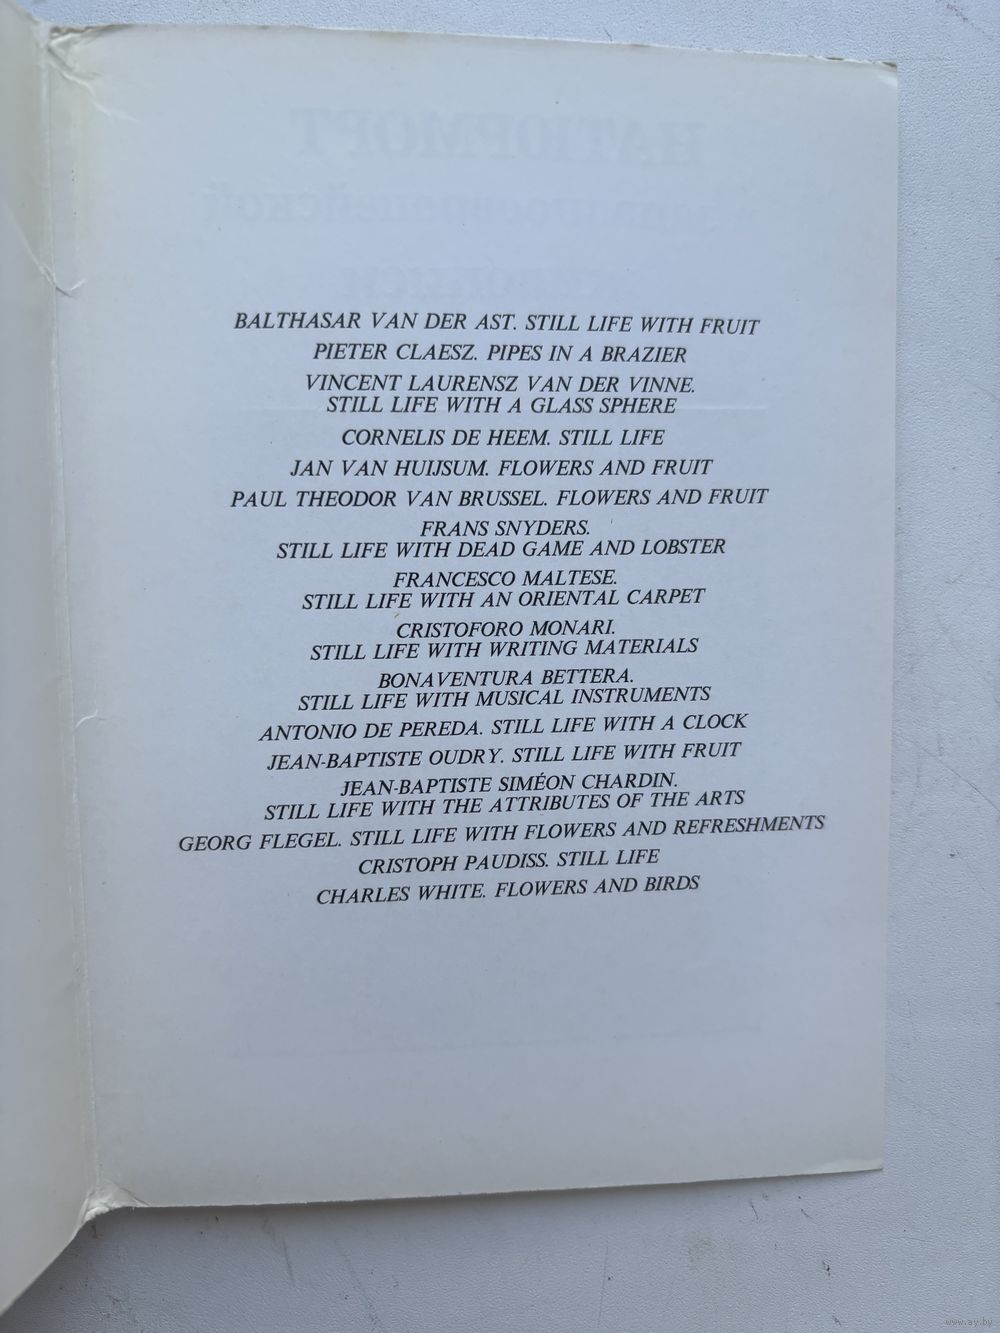 BALTHASAR VAN DER AST. STILL LIFE WITH FRUIT
PIETER CLAESZ. PIPES IN A BRAZIER
VINCENT LAURENSZ VAN DER VINNE.
STILL LIFE WITH A GLASS SPHERE
CORNELIS DE HEEM. STILL LIFE
JAN VAN HUIJSUM. FLOWERS AND FRUIT
PAUL THEODOR VAN BRUSSEL. FLOWERS AND FRUIT
FRANS SNYDERS.
STILL LIFE WITH DEAD GAME AND LOBSTER
FRANCESCO MALTESE.
STILL LIFE WITH AN ORIENTAL CARPET
CRISTOFORO MONARI.
STILL LIFE WITH WRITING MATERIALS
BONAVENTURA BETTERA.
STILL LIFE WITH MUSICAL INSTRUMENTS
ANTONIO DE PEREDA. STILL LIFE WITH A CLOCK
JEAN-BAPTISTE OUDRY. STILL LIFE WITH FRUIT
JEAN-BAPTISTE SIMÉON CHARDIN.
STILL LIFE WITH THE ATTRIBUTES OF THE ARTS
GEORG FLEGEL. STILL LIFE WITH FLOWERS AND REFRESHMENTS
CRISTOPH PAUDISS. STILL LIFE
CHARLES WHITE. FLOWERS AND BIRDS
www.ay.by